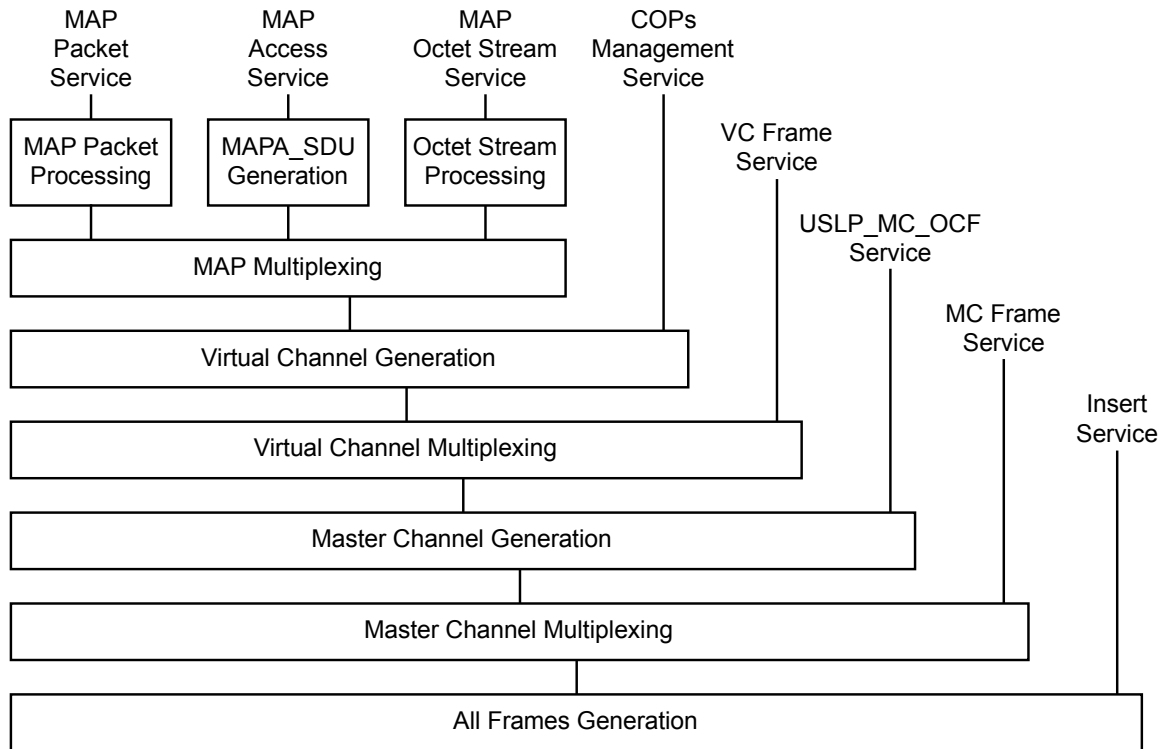 MAP
Packet
Service
MAP
Access
Service
MAP
Octet Stream
Service
COPs
Management
Service
MAP Packet
Processing
MAPA_SDU
Generation
Octet Stream
Processing
VC Frame
Service
USLP_MC_OCF
Service
MAP Multiplexing
MC Frame
Service
Virtual Channel Generation
Insert
Service
Virtual Channel Multiplexing
Master Channel Generation
Master Channel Multiplexing
All Frames Generation